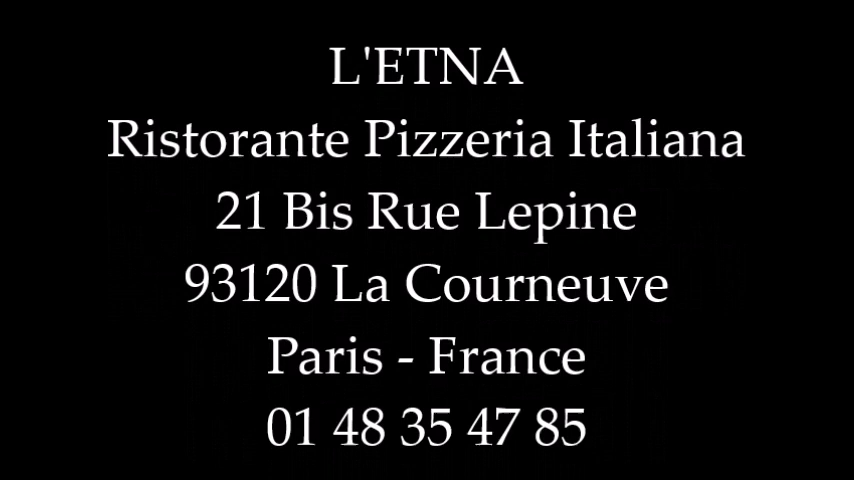 L'ETNA
Ristorante Pizzeria Italiana
21 Bis Rue Lepine
93120 La Courneuve
Paris - France
01 48 35 47 85